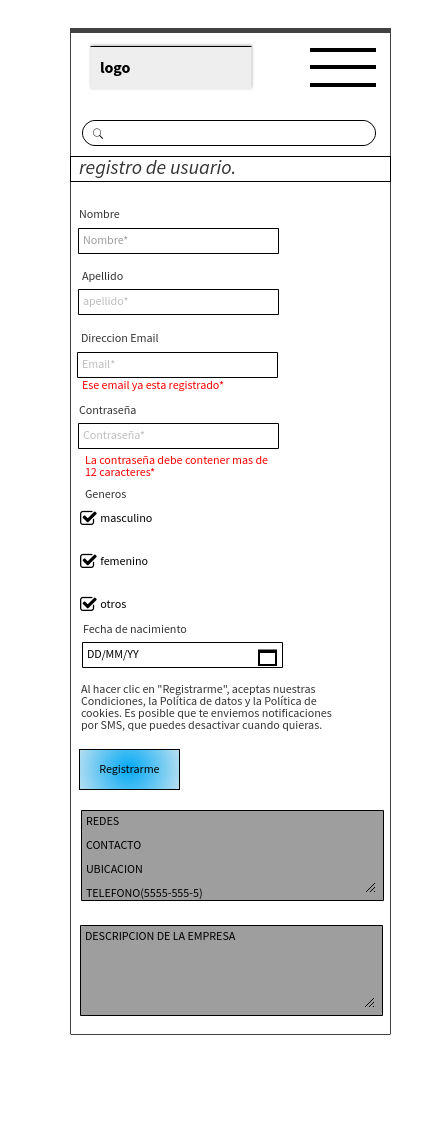 logo
registro de usuario.
Nombre
Nombre*
Apellido
apellido*
Direccion Email
Email*
Ese email ya esta registrado*
Contraseña
Contraseña*
La contraseña debe contener mas de
12 caracteres*
Generos
masculino
femenino
otros
Fecha de nacimiento
DD/MM/YY
Al hacer clic en "Registrarme", aceptas nuestras
Condiciones, la Política de datos y la Política de
cookies. Es posible que te enviemos notificaciones
por SMS, que puedes desactivar cuando quieras.
Registrarme
REDES
CONTACTO
UBICACION
TELEFONO(5555-555-5)
DESCRIPCION DE LA EMPRESA